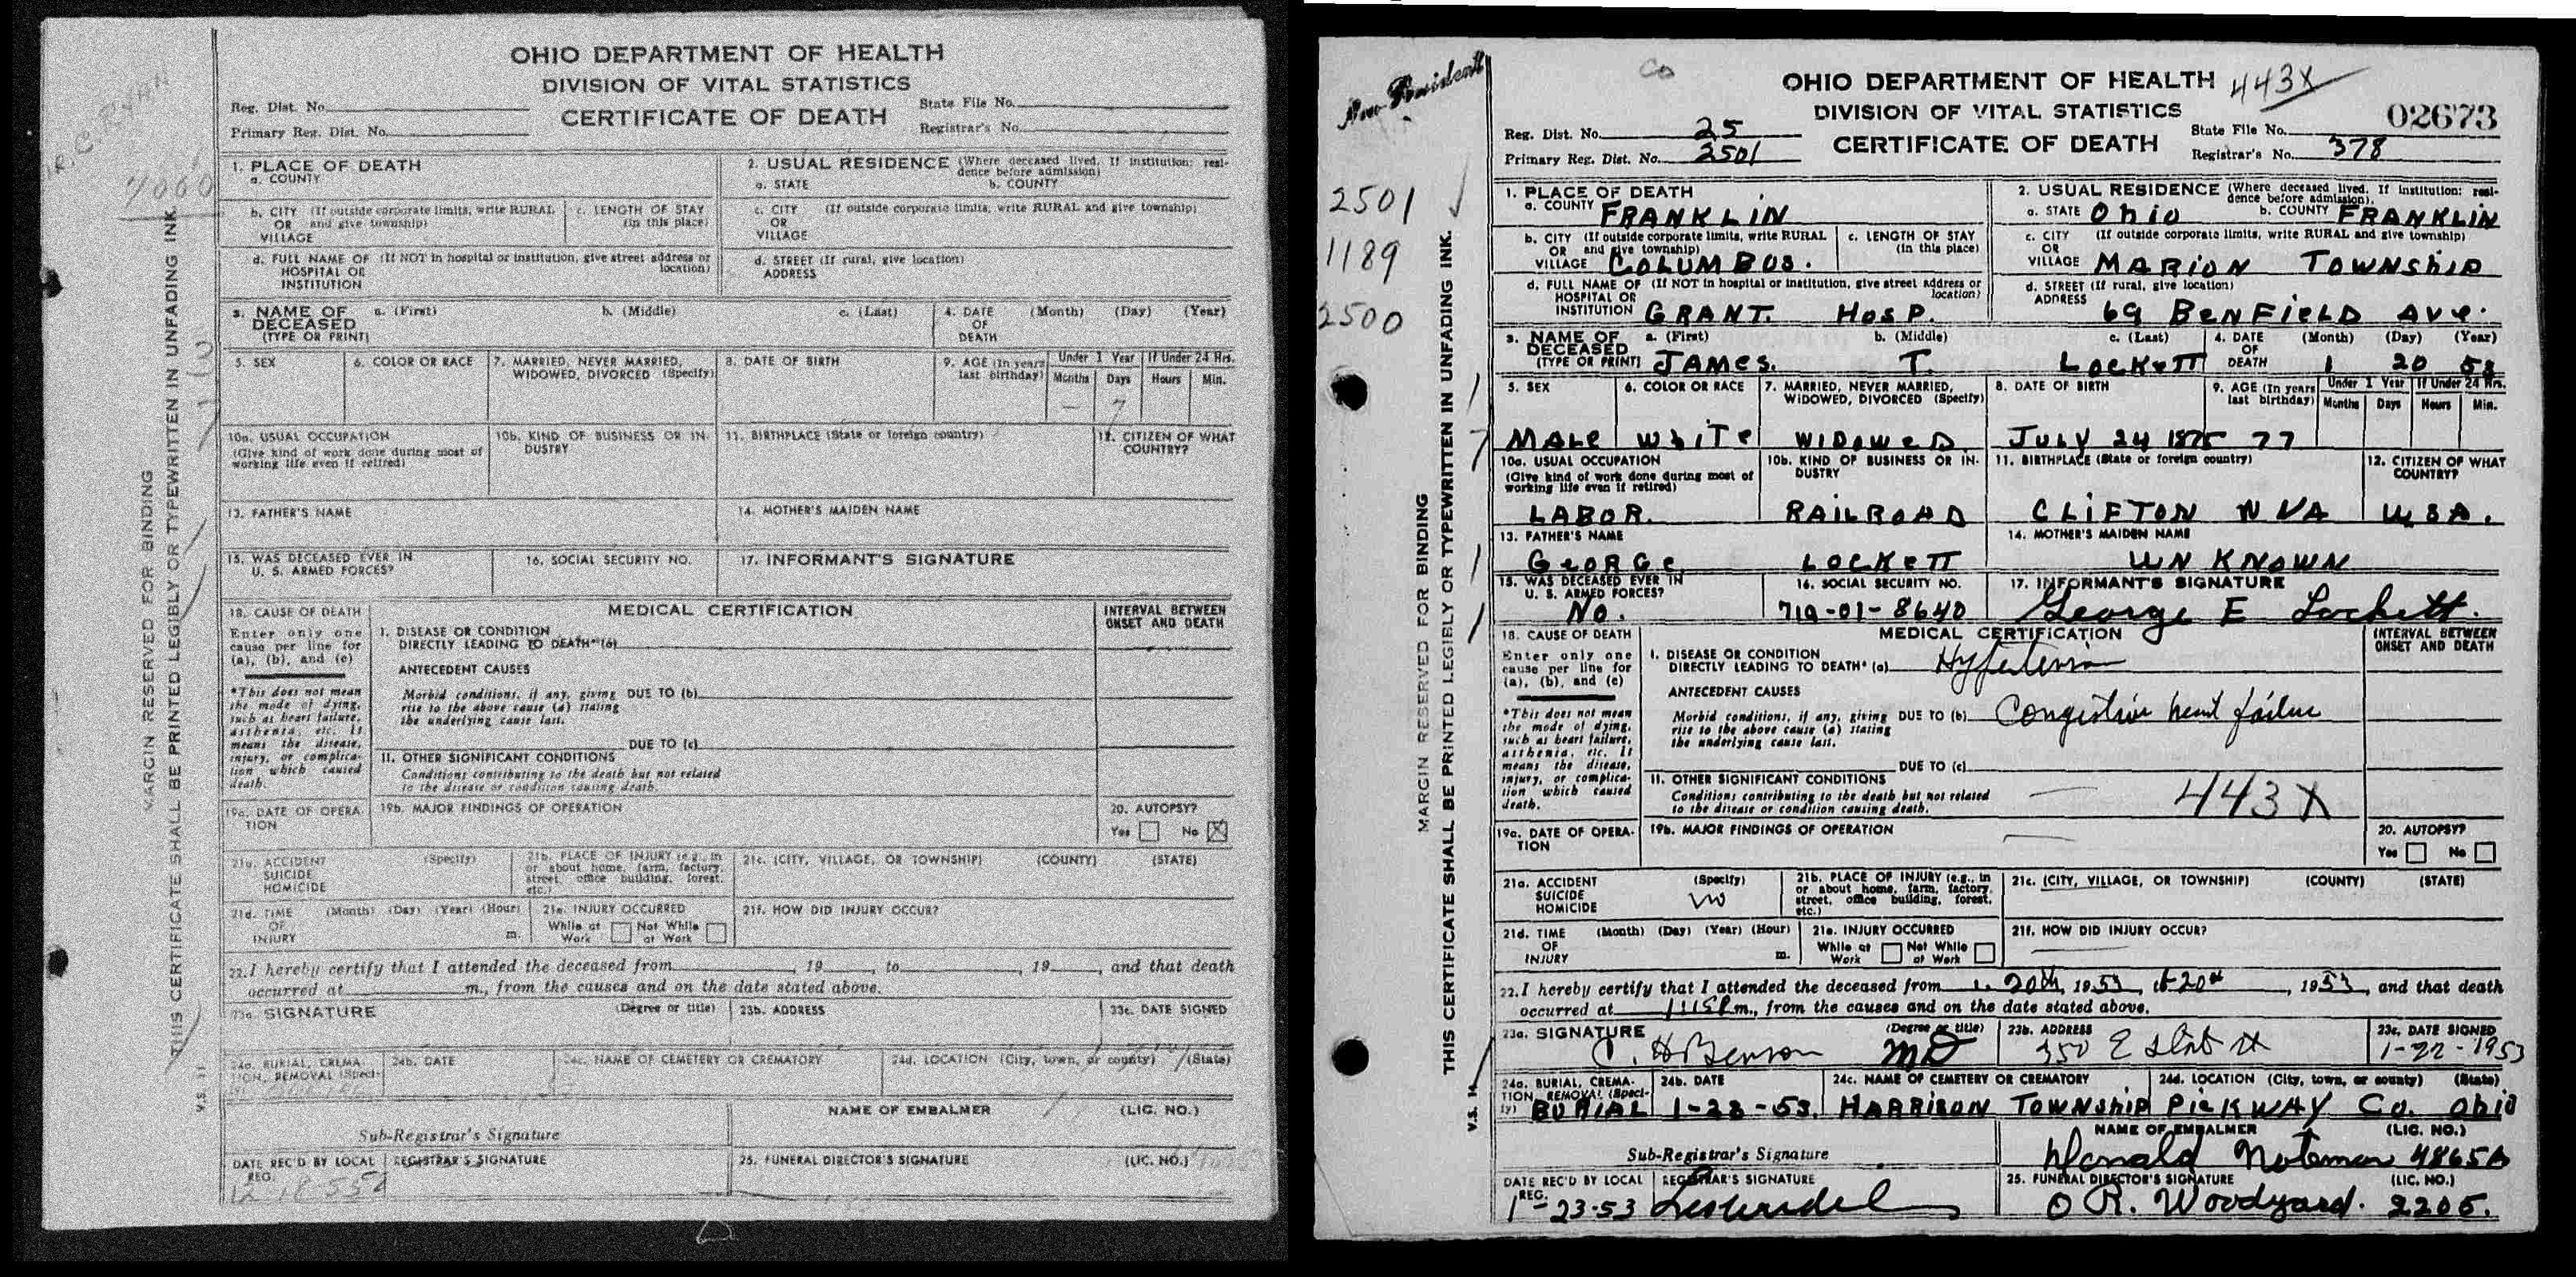 R. C. RYAN
7060
MARGIN RESERVED FOR BINDING
THIS CERTIFICATE SHALL BE PRINTED LEGIBLY OR TYPEWRITTEN IN UNFADING INK.
OHIO DEPARTMENT OF HEALTH
DIVISION OF VITAL STATISTICS
CERTIFICATE OF DEATH
Reg. Dist. No.
Primary Reg. Dist. No.
State File No.
Registrar's No.
1. PLACE OF DEATH
a. COUNTY
2. USUAL RESIDENCE (Where deceased lived. If institution: resi-
dence before admission)
a. STATE b. COUNTY
b. CITY (If outside corporate limits, write RURAL
OR and give township)
VILLAGE
c. LENGTH OF STAY
(in this place)
c. CITY (If outside corporate limits, write RURAL and give township)
OR
VILLAGE
d. FULL NAME OF (If NOT in hospital or institution, give street address or
HOSPITAL OR location)
INSTITUTION
d. STREET (If rural, give location)
ADDRESS
3. NAME OF a. (First) b. (Middle) c. (Last)
DECEASED
(TYPE OR PRINT)
4. DATE (Month) (Day) (Year)
OF
DEATH
5. SEX
6. COLOR OR RACE
7. MARRIED, NEVER MARRIED,
WIDOWED, DIVORCED (Specify)
8. DATE OF BIRTH
9. AGE (In years
last birthday)
Under 1 Year If Under 24 Hrs.
Months Days Hours Min.
— 7
10a. USUAL OCCUPATION
(Give kind of work done during most of
working life even if retired)
10b. KIND OF BUSINESS OR IN-
DUSTRY
11. BIRTHPLACE (State or foreign country)
12. CITIZEN OF WHAT
COUNTRY?
13. FATHER'S NAME
14. MOTHER'S MAIDEN NAME
15. WAS DECEASED EVER IN
U. S. ARMED FORCES?
16. SOCIAL SECURITY NO.
17. INFORMANT'S SIGNATURE
18. CAUSE OF DEATH
Enter only one
cause per line for
(a), (b), and (c)
*This does not mean
the mode of dying,
such as heart failure,
asthenia, etc. It
means the disease,
injury, or complica-
tion which caused
death.
MEDICAL CERTIFICATION
INTERVAL BETWEEN
ONSET AND DEATH
I. DISEASE OR CONDITION
DIRECTLY LEADING TO DEATH* (a)
ANTECEDENT CAUSES
Morbid conditions, if any, giving DUE TO (b)
rise to the above cause (a) stating
the underlying cause last.
DUE TO (c)
II. OTHER SIGNIFICANT CONDITIONS
Conditions contributing to the death but not related
to the disease or condition causing death.
19a. DATE OF OPERA-
TION
19b. MAJOR FINDINGS OF OPERATION
20. AUTOPSY?
Yes No X
21a. ACCIDENT (Specify)
SUICIDE
HOMICIDE
21b. PLACE OF INJURY (e.g., in
or about home, farm, factory,
street, office building, forest,
etc.)
21c. (CITY, VILLAGE, OR TOWNSHIP) (COUNTY) (STATE)
21d. TIME (Month) (Day) (Year) (Hour)
OF
INJURY m.
21e. INJURY OCCURRED
While at Not While
Work at Work
21f. HOW DID INJURY OCCUR?
22. I hereby certify that I attended the deceased from , 19 , to , 19 , and that death
occurred at m., from the causes and on the date stated above.
23a. SIGNATURE (Degree or title)
23b. ADDRESS
23c. DATE SIGNED
24a. BURIAL, CREMA-
TION, REMOVAL (Speci-
fy)
24b. DATE
24c. NAME OF CEMETERY OR CREMATORY
24d. LOCATION (City, town, or county) (State)
NAME OF EMBALMER (LIC. NO.)
Sub-Registrar's Signature
DATE REC'D BY LOCAL
REG.
REGISTRAR'S SIGNATURE
25. FUNERAL DIRECTOR'S SIGNATURE (LIC. NO.)
V.S. 11
Non-Resident
Co
2501
1189
2500
MARGIN RESERVED FOR BINDING
THIS CERTIFICATE SHALL BE PRINTED LEGIBLY OR TYPEWRITTEN IN UNFADING INK.
OHIO DEPARTMENT OF HEALTH
443X
DIVISION OF VITAL STATISTICS
CERTIFICATE OF DEATH
Reg. Dist. No. 25
Primary Reg. Dist. No. 2501
02673
State File No.
Registrar's No. 378
1. PLACE OF DEATH
a. COUNTY FRANKLIN
2. USUAL RESIDENCE (Where deceased lived. If institution: resi-
dence before admission).
a. STATE Ohio b. COUNTY FRANKLIN
b. CITY (If outside corporate limits, write RURAL
OR and give township)
VILLAGE COLUMBUS.
c. LENGTH OF STAY
(in this place)
c. CITY (If outside corporate limits, write RURAL and give township)
OR
VILLAGE MARION TOWNShIP
d. FULL NAME OF (If NOT in hospital or institution, give street address or
HOSPITAL OR location)
INSTITUTION GRANT. HosP.
d. STREET (If rural, give location)
ADDRESS
69 BENFIELD AVE.
3. NAME OF a. (First) b. (Middle) c. (Last)
DECEASED
(TYPE OR PRINT) JAMES. T. LOCKETT
4. DATE (Month) (Day) (Year)
OF
DEATH 1 20 53
5. SEX
MALE
6. COLOR OR RACE
WhITE
7. MARRIED, NEVER MARRIED,
WIDOWED, DIVORCED (Specify)
WIDOWED
8. DATE OF BIRTH
JULY 24 1875
9. AGE (In years
last birthday)
77
Under 1 Year If Under 24 Hrs.
Months Days Hours Min.
10a. USUAL OCCUPATION
(Give kind of work done during most of
working life even if retired)
LABOR.
10b. KIND OF BUSINESS OR IN-
DUSTRY
RAILROAD
11. BIRTHPLACE (State or foreign country)
CLIFTON W VA
12. CITIZEN OF WHAT
COUNTRY?
USA.
13. FATHER'S NAME
GEORGE LOCKETT
14. MOTHER'S MAIDEN NAME
UNKNOWN
15. WAS DECEASED EVER IN
U. S. ARMED FORCES?
No.
16. SOCIAL SECURITY NO.
719-01-8640
17. INFORMANT'S SIGNATURE
George E Lockett.
18. CAUSE OF DEATH
Enter only one
cause per line for
(a), (b), and (c)
*This does not mean
the mode of dying,
such as heart failure,
asthenia, etc. It
means the disease,
injury, or complica-
tion which caused
death.
MEDICAL CERTIFICATION
INTERVAL BETWEEN
ONSET AND DEATH
I. DISEASE OR CONDITION
DIRECTLY LEADING TO DEATH* (a)
ANTECEDENT CAUSES
Morbid conditions, if any, giving DUE TO (b) Congestive heart failure
rise to the above cause (a) stating
the underlying cause last.
DUE TO (c)
II. OTHER SIGNIFICANT CONDITIONS
Conditions contributing to the death but not related
to the disease or condition causing death.
— 443X
19a. DATE OF OPERA-
TION
19b. MAJOR FINDINGS OF OPERATION
20. AUTOPSY?
Yes No
21a. ACCIDENT (Specify)
SUICIDE
HOMICIDE
21b. PLACE OF INJURY (e.g., in
or about home, farm, factory,
street, office building, forest,
etc.)
21c. (CITY, VILLAGE, OR TOWNSHIP) (COUNTY) (STATE)
21d. TIME (Month) (Day) (Year) (Hour)
OF
INJURY m.
21e. INJURY OCCURRED
While at Not While
Work at Work
21f. HOW DID INJURY OCCUR?
22. I hereby certify that I attended the deceased from 1. 20th, 1953, 1-20th, 1953, and that death
occurred at 1115P m., from the causes and on the date stated above.
23a. SIGNATURE (Degree or title)
C. H Benson MD
23b. ADDRESS
350 E State St
23c. DATE SIGNED
1-22-1953
24a. BURIAL, CREMA-
TION, REMOVAL (Speci-
fy) BURIAL
24b. DATE
1-23-53.
24c. NAME OF CEMETERY OR CREMATORY
HARRISON TOWNShIP
24d. LOCATION (City, town, or county) (State)
PICKWAY Co. Ohio
NAME OF EMBALMER (LIC. NO.)
Donald Noteman 4865A
Sub-Registrar's Signature
DATE REC'D BY LOCAL
REG.
1-23-53
REGISTRAR'S SIGNATURE
25. FUNERAL DIRECTOR'S SIGNATURE (LIC. NO.)
O R. Woodyard. 2205.
V.S. 14